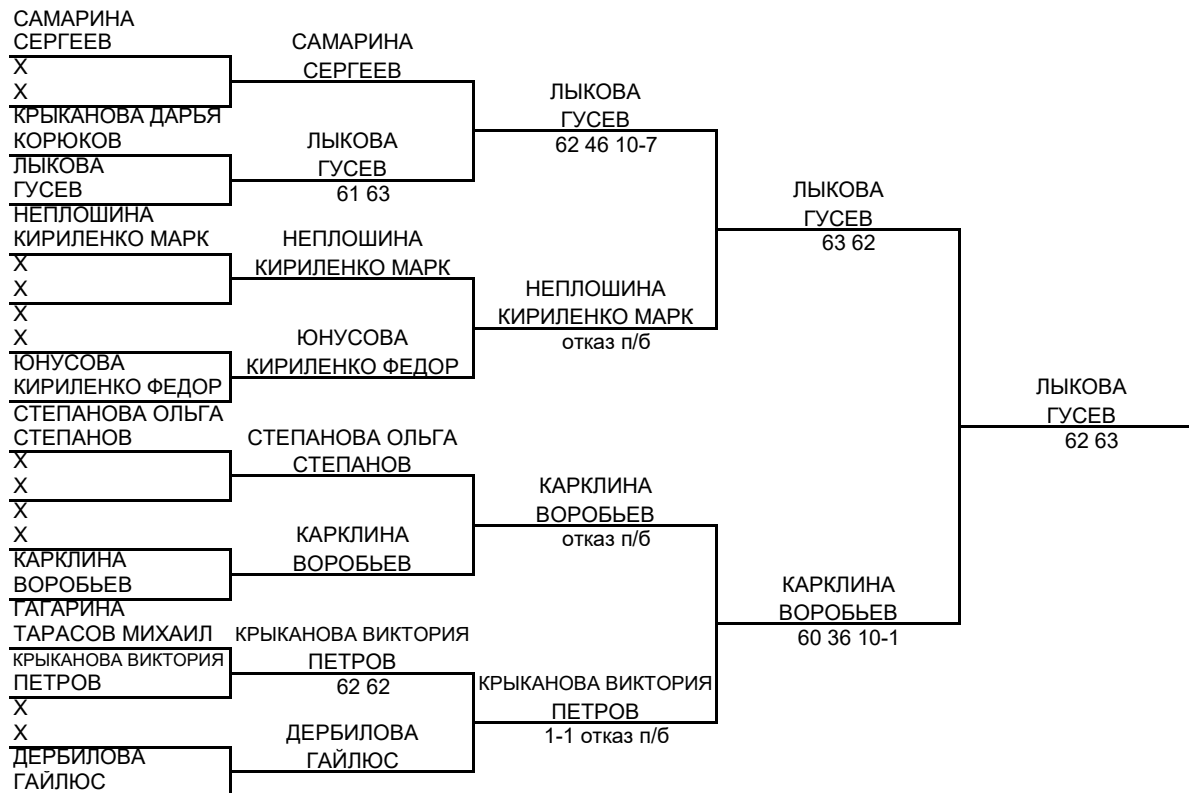 САМАРИНА
СЕРГЕЕВ
X
X
КРЫКАНОВА ДАРЬЯ
КОРЮКОВ
ЛЫКОВА
ГУСЕВ
НЕПЛОШИНА
КИРИЛЕНКО МАРК
X
X
X
X
ЮНУСОВА
КИРИЛЕНКО ФЕДОР
СТЕПАНОВА ОЛЬГА
СТЕПАНОВ
X
X
X
X
КАРКЛИНА
ВОРОБЬЕВ
ГАГАРИНА
ТАРАСОВ МИХАИЛ
КРЫКАНОВА ВИКТОРИЯ
ПЕТРОВ
X
X
ДЕРБИЛОВА
ГАЙЛЮС
САМАРИНА
СЕРГЕЕВ
ЛЫКОВА
ГУСЕВ
61 63
НЕПЛОШИНА
КИРИЛЕНКО МАРК
ЮНУСОВА
КИРИЛЕНКО ФЕДОР
СТЕПАНОВА ОЛЬГА
СТЕПАНОВ
КАРКЛИНА
ВОРОБЬЕВ
КРЫКАНОВА ВИКТОРИЯ
ПЕТРОВ
62 62
ДЕРБИЛОВА
ГАЙЛЮС
ЛЫКОВА
ГУСЕВ
62 46 10-7
НЕПЛОШИНА
КИРИЛЕНКО МАРК
отказ п/б
КАРКЛИНА
ВОРОБЬЕВ
отказ п/б
КРЫКАНОВА ВИКТОРИЯ
ПЕТРОВ
1-1 отказ п/б
ЛЫКОВА
ГУСЕВ
63 62
КАРКЛИНА
ВОРОБЬЕВ
60 36 10-1
ЛЫКОВА
ГУСЕВ
62 63